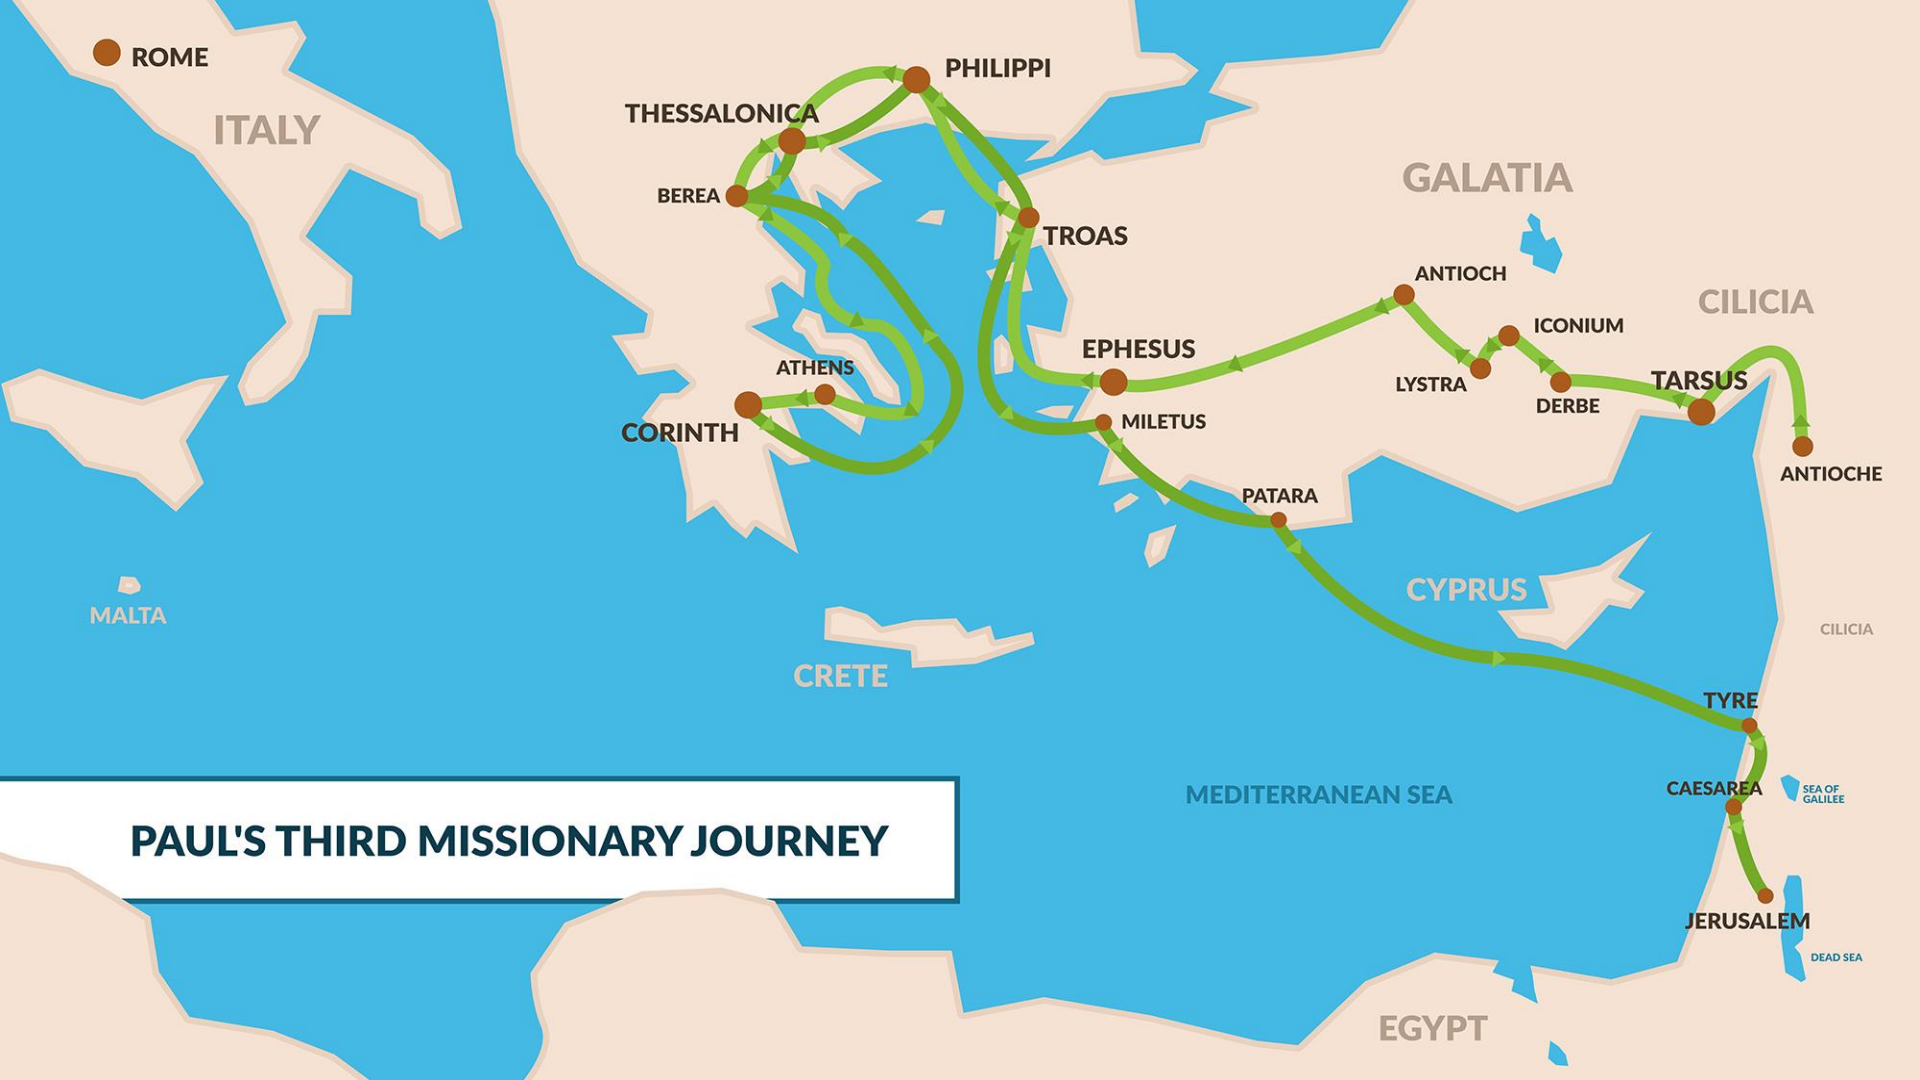 ROME
PHILIPPI
THESSALONICA
ITALY
GALATIA
BEREA
TROAS
ANTIOCH
CILICIA
ICONIUM
EPHESUS
ATHENS
LYSTRA
TARSUS
DERBE
CORINTH
MILETUS
ANTIOCHE
PATARA
CYPRUS
MALTA
CILICIA
CRETE
TYRE
CAESAREA
SEA OF
GALILEE
MEDITERRANEAN SEA
PAUL'S THIRD MISSIONARY JOURNEY
JERUSALEM
DEAD SEA
EGYPT